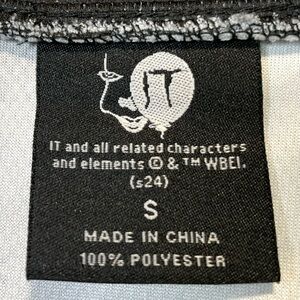 IT
IT and all related characters
and elements © & ™ WBEI.
(s24)
S
MADE IN CHINA
100% POLYESTER